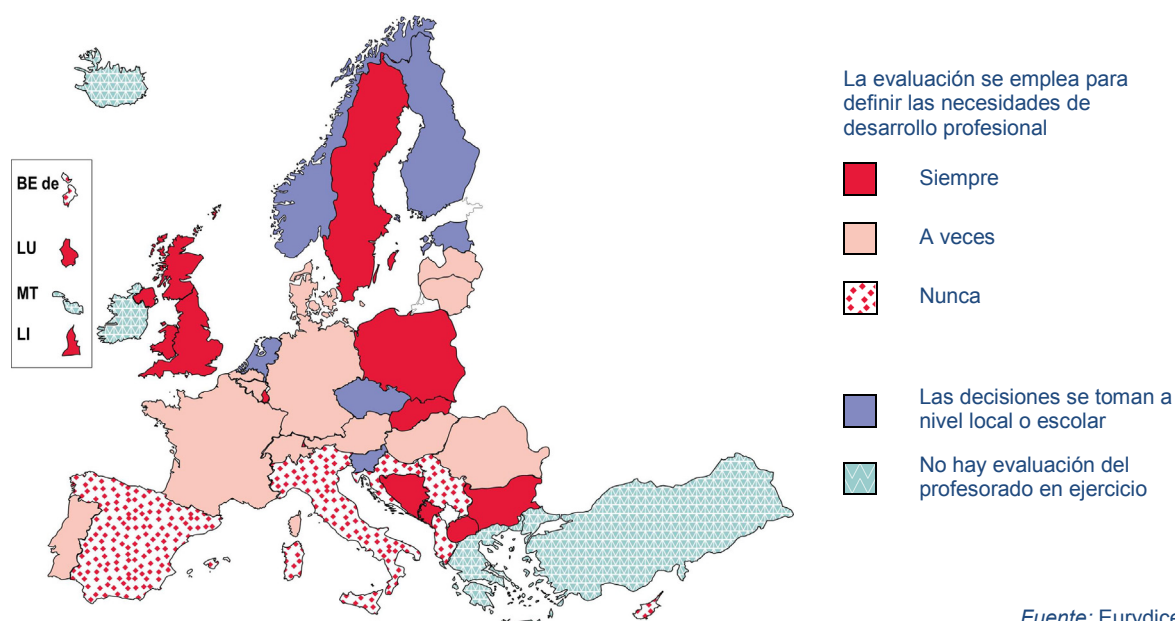 BE de
LU
MT
LI
La evaluación se emplea para
definir las necesidades de
desarrollo profesional
Siempre
A veces
Nunca
Las decisiones se toman a
nivel local o escolar
No hay evaluación del
profesorado en ejercicio
Fuente: Eurydice